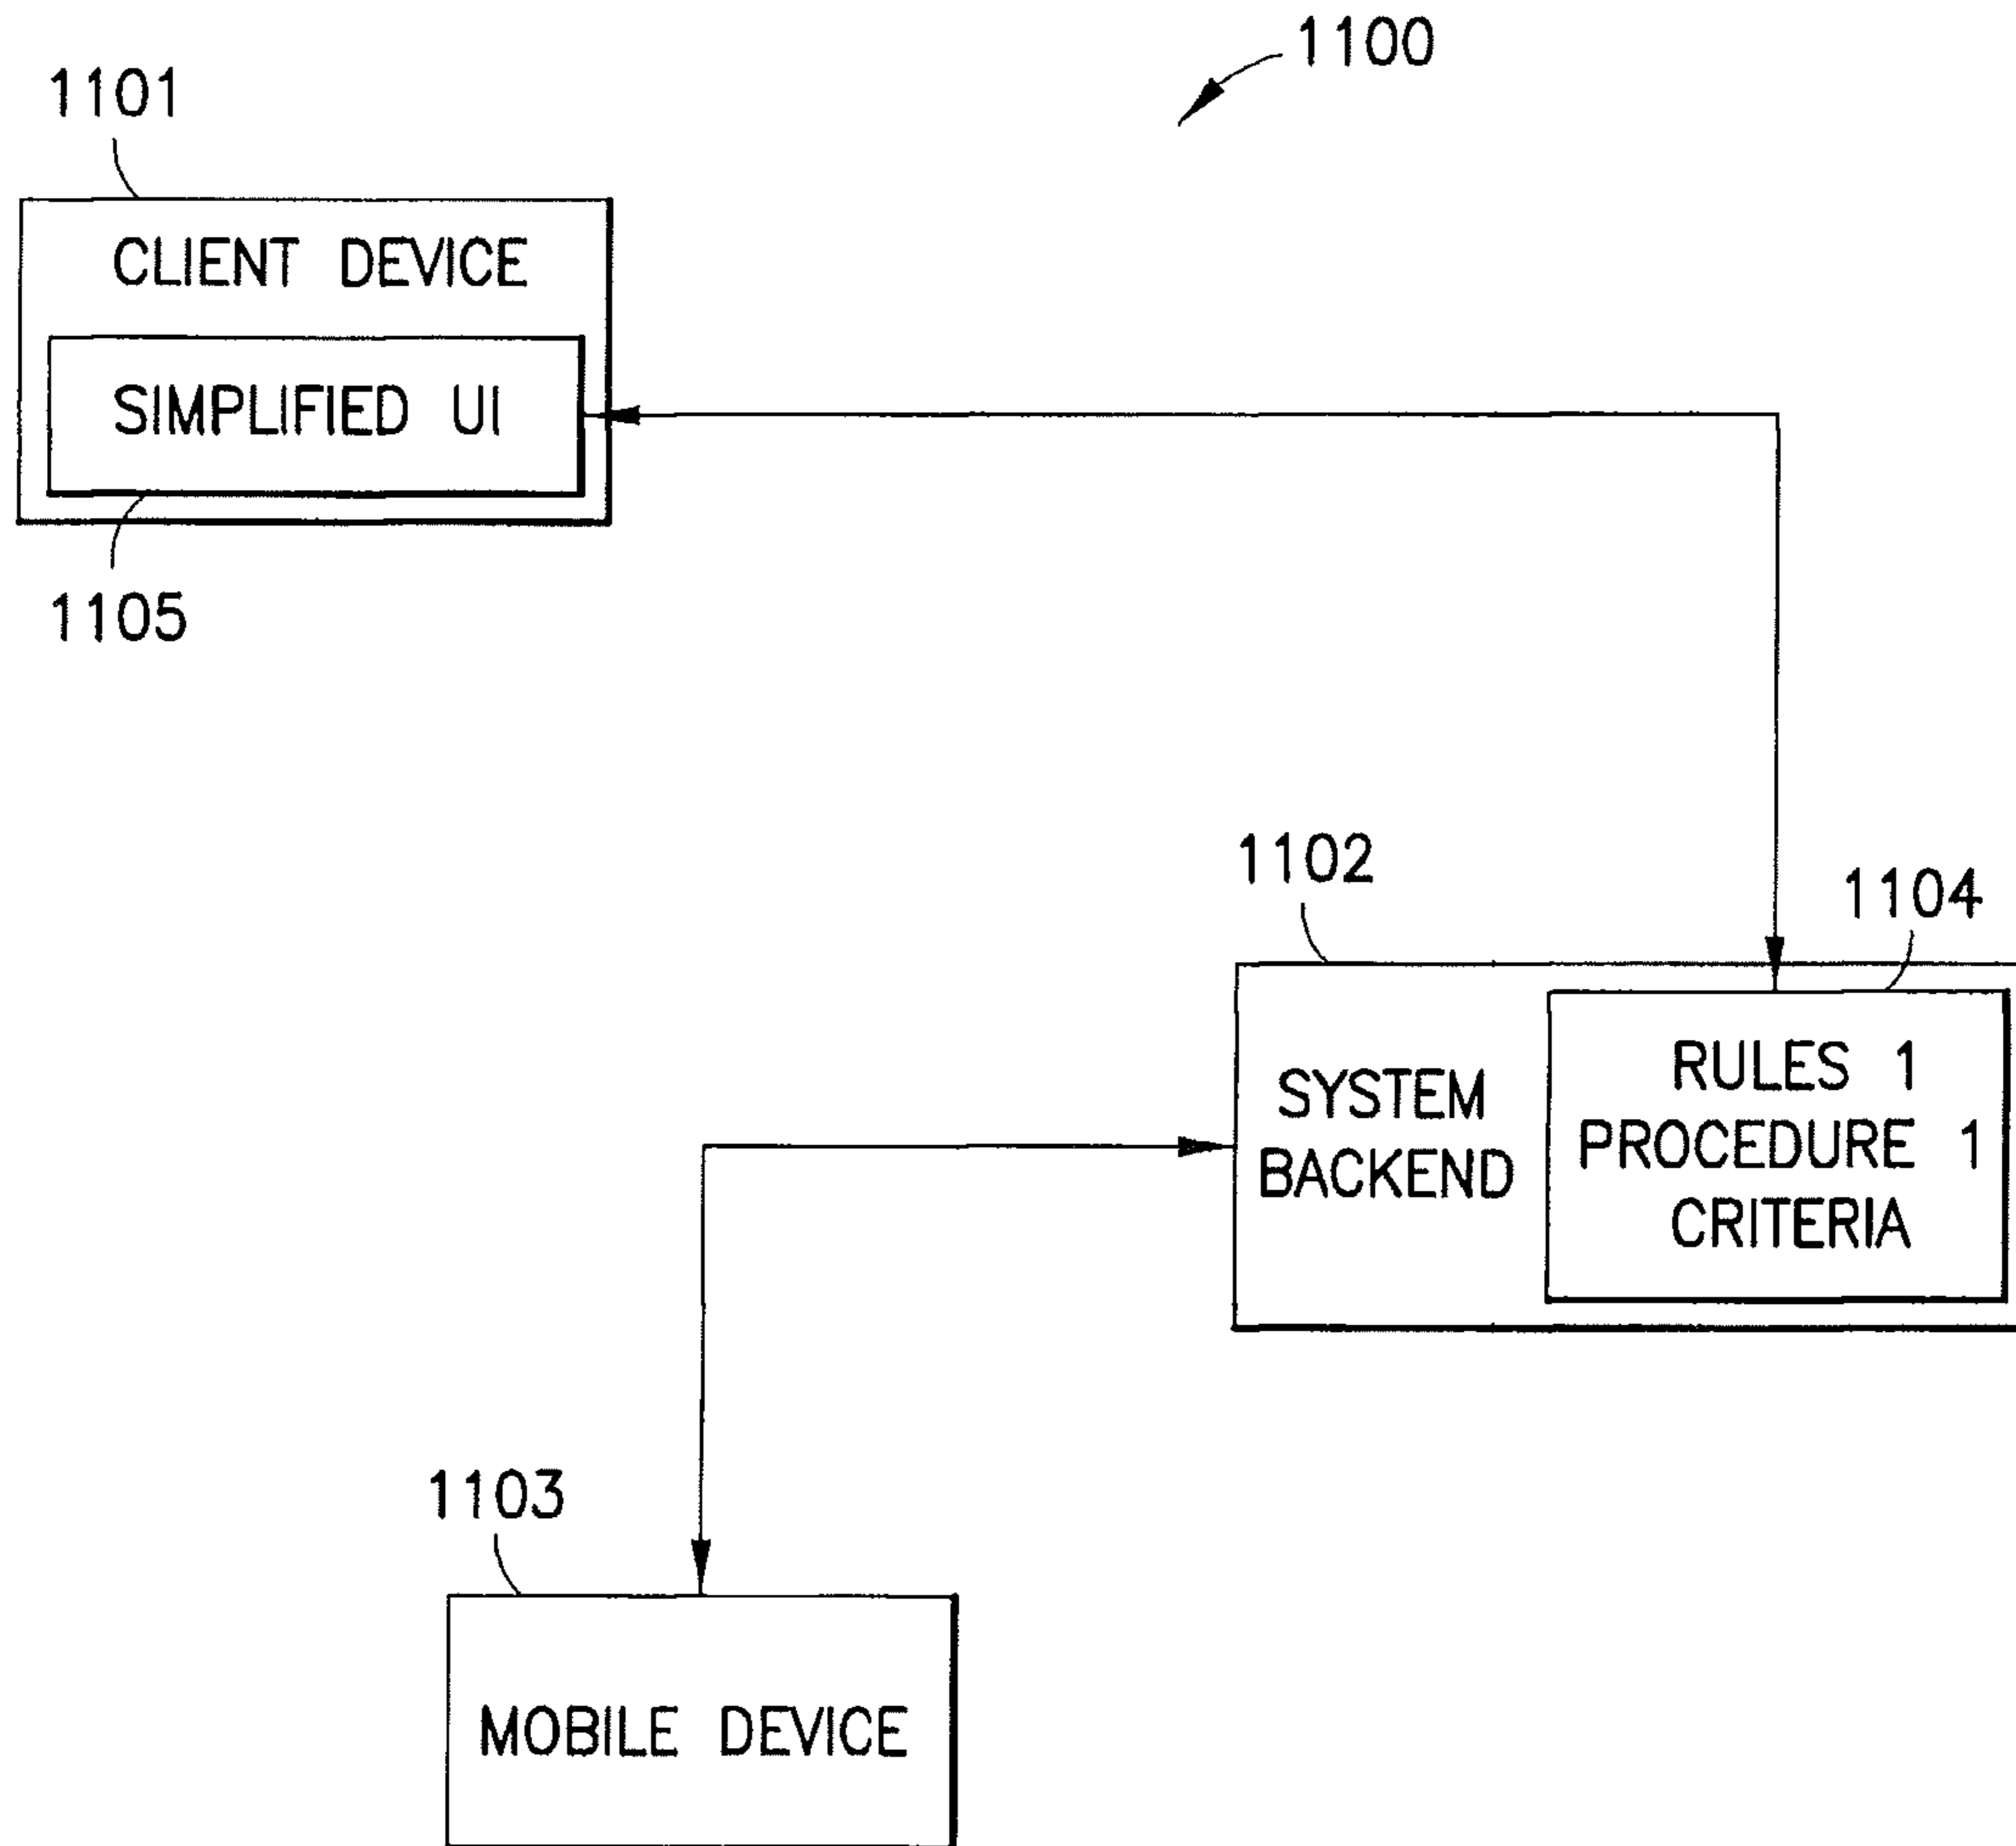 1100
1101
CLIENT DEVICE
SIMPLIFIED UI
1105
1102
1104
SYSTEM
BACKEND
RULES 1
PROCEDURE 1
CRITERIA
1103
MOBILE DEVICE